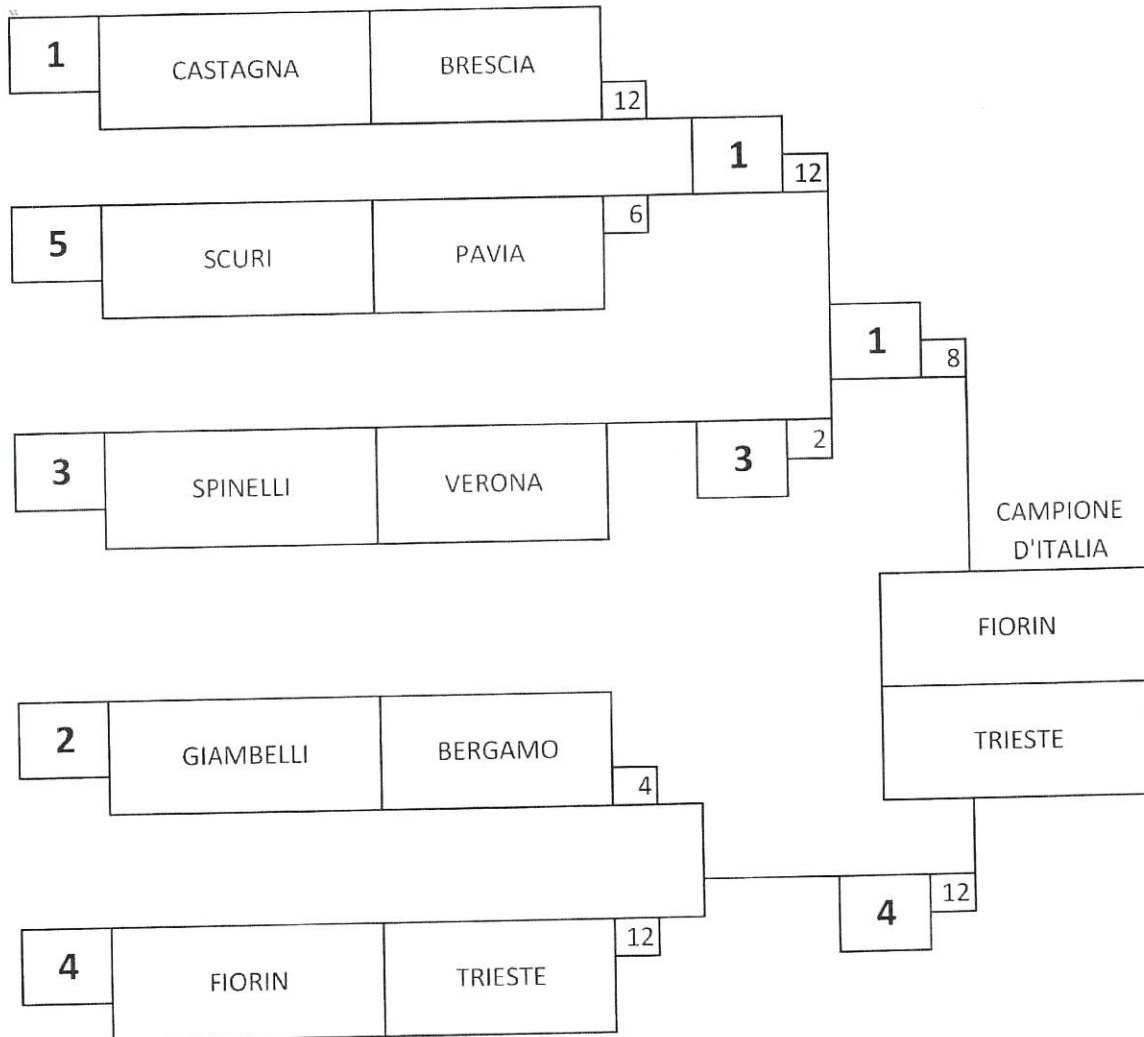 1 CASTAGNA BRESCIA
12
1
12
5 SCURI PAVIA
6
1
8
3 SPINELLI VERONA
3
2
CAMPIONE
D'ITALIA
FIORIN
TRIESTE
2 GIAMBELLI BERGAMO
4
4
12
4 FIORIN TRIESTE
12